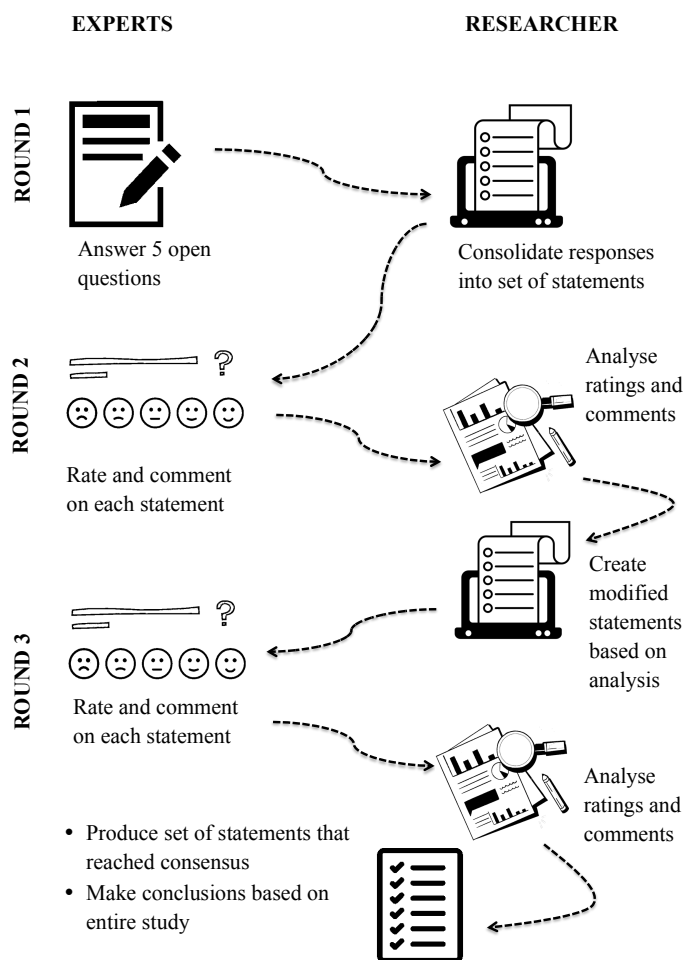 EXPERTS
RESEARCHER
ROUND 1
Answer 5 open
questions
Consolidate responses
into set of statements
ROUND 2
?
Rate and comment
on each statement
Analyse
ratings and
comments
Create
modified
statements
based on
analysis
ROUND 3
?
Rate and comment
on each statement
Analyse
ratings and
comments
• Produce set of statements that
reached consensus
• Make conclusions based on
entire study